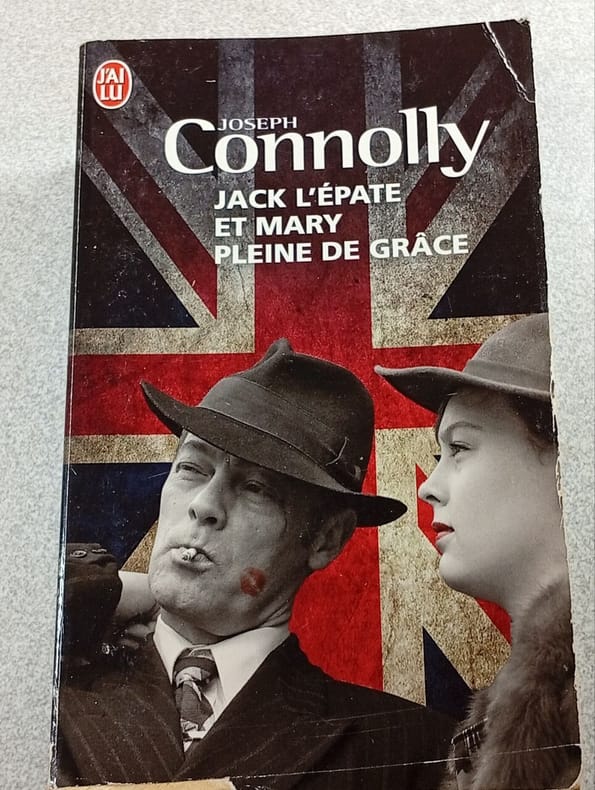 J'AI
LU
JOSEPH
Connolly
JACK L'ÉPATE
ET MARY
PLEINE DE GRÂCE